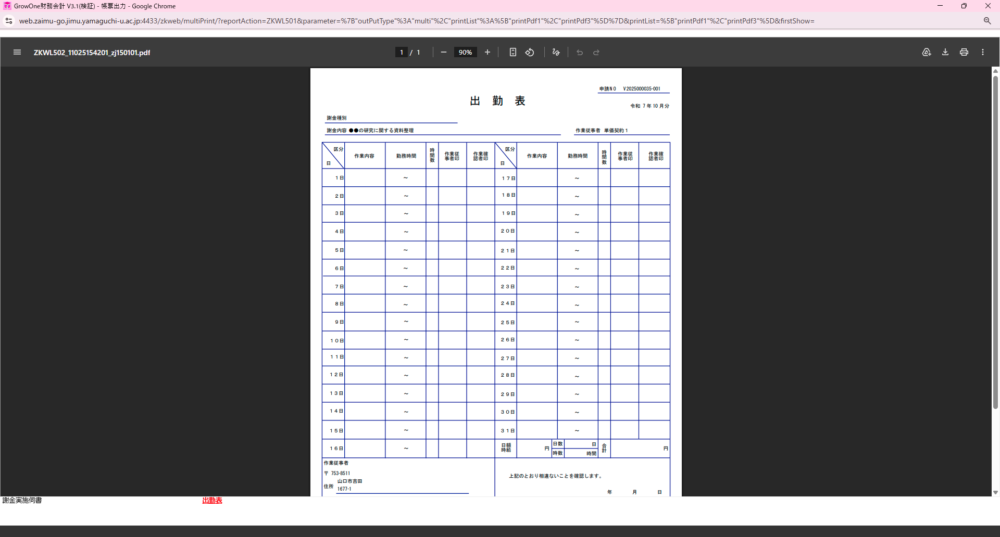 GrowOne財務会計 V3.1(検証) - 帳票出力 - Google Chrome
web.zaimu-go.jimu.yamaguchi-u.ac.jp:4433/zkweb/multiPrint/?reportAction=ZKWL501&parameter=%7B"outPutType"%3A"multi"%2C"printList"%3A%5B"printPdf1"%2C"printPdf3"%5D%7D&printList=%5B"printPdf1"%2C"printPdf3"%5D&firstShow=
ZKWL502_11025154201_zj150101.pdf
1 / 1
90%
申請NO V2025000035-001
出 勤 表
令和 7 年 10 月分
謝金種別
謝金内容 ●●の研究に関する資料整理
作業従事者 単価契約1
区分 日 作業内容 勤務時間 時間数 作業従事者印 作業確認者印 区分 日 作業内容 勤務時間 時間数 作業従事者印 作業確認者印
1日 ～ 17日 ～
2日 ～ 18日 ～
3日 ～ 19日 ～
4日 ～ 20日 ～
5日 ～ 21日 ～
6日 ～ 22日 ～
7日 ～ 23日 ～
8日 ～ 24日 ～
9日 ～ 25日 ～
10日 ～ 26日 ～
11日 ～ 27日 ～
12日 ～ 28日 ～
13日 ～ 29日 ～
14日 ～ 30日 ～
15日 ～ 31日 ～
16日 ～ 日額時給 円 日数 日 時数 時間 合計 円
作業従事者
〒 753-8511
住所 山口市吉田
1677-1
上記のとおり相違ないことを確認します。
年 月 日
謝金実施伺書
出勤表